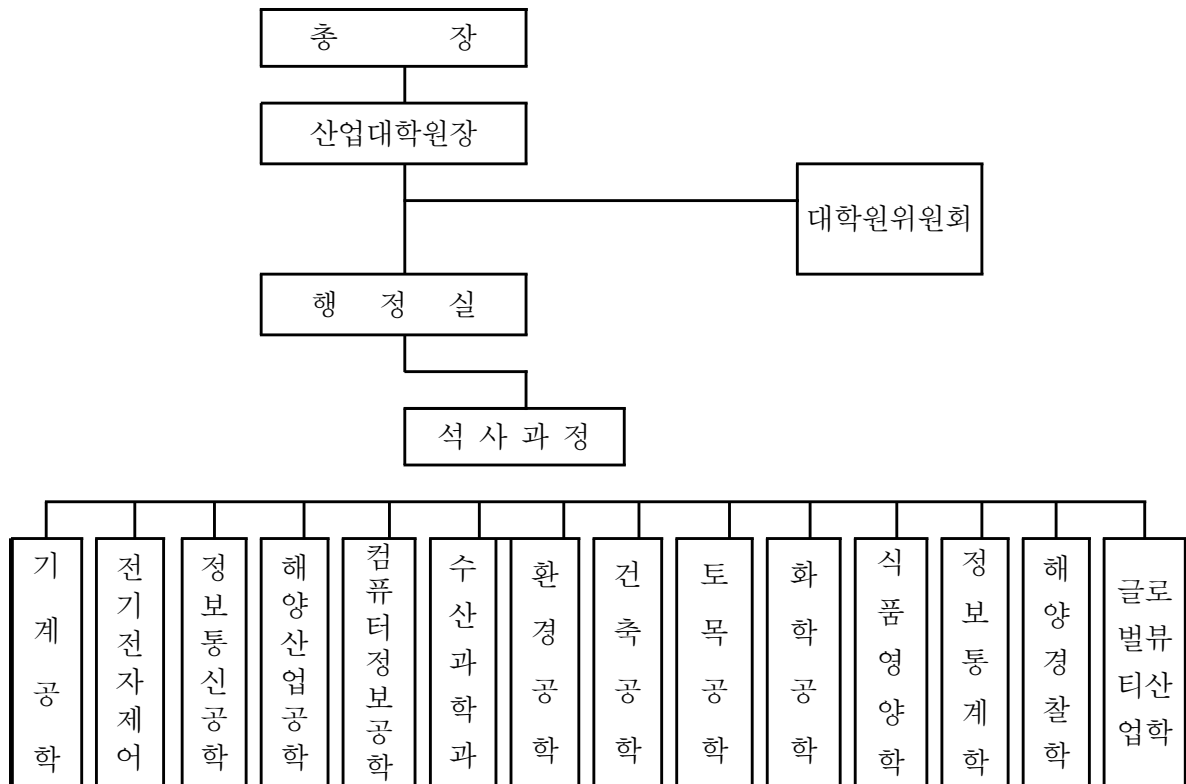 총 장
산업대학원장
대학원위원회
행 정 실
석 사 과 정
기계공학
전기전자제어
정보통신공학
해양산업공학
컴퓨터정보공학
수산과학과
환경공학
건축공학
토목공학
화학공학
식품영양학
정보통계학
해양경찰학
글로
벌뷰
티산
업학